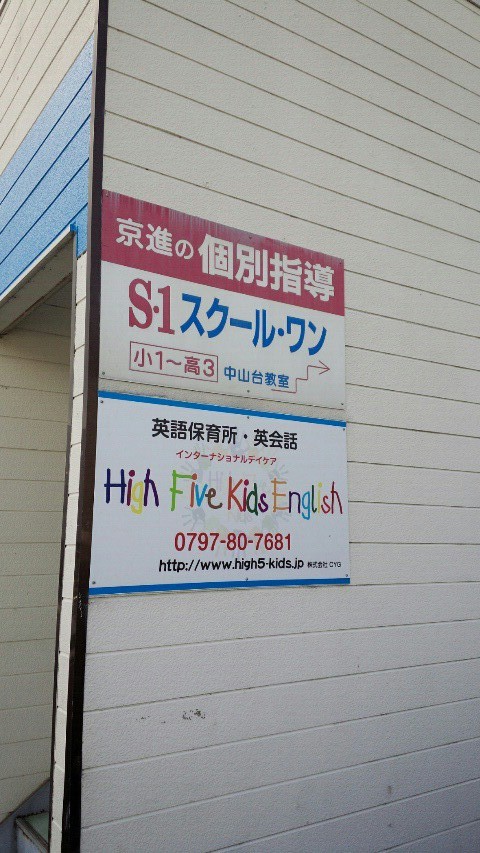 京進の個別指導
S・1 スクール・ワン
小1～高3 中山台教室
英語保育所・英会話
インターナショナルデイケア
High Five Kids English
0797-80-7681
http://www.high5-kids.jp 株式会社 CYG